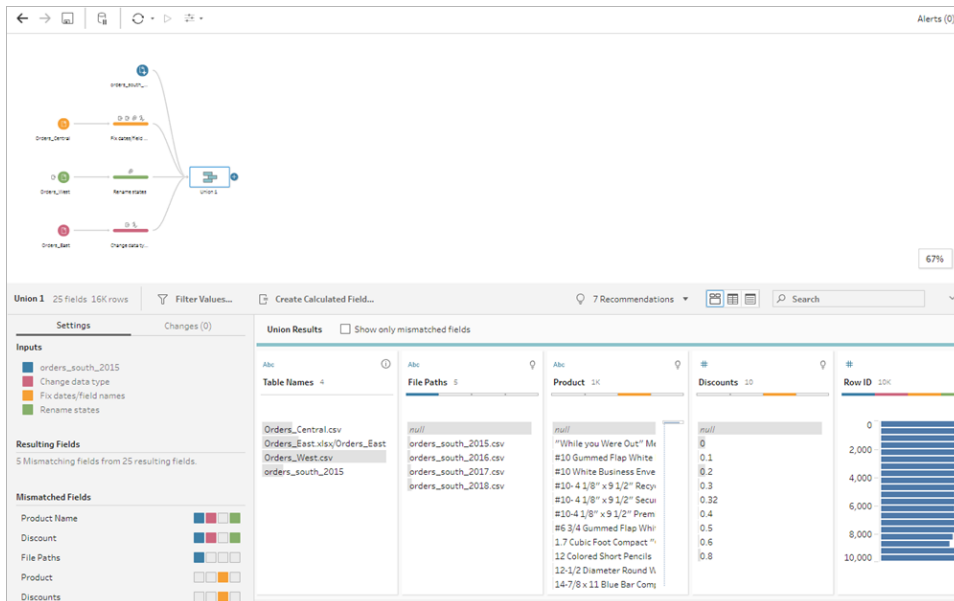 Alerts (0)
orders_south_...
Orders_Central
Fix dates/field ...
Orders_West
Rename states
Union 1
Orders_East
Change data ty...
67%
Union 1 25 fields 16K rows
Filter Values...
Create Calculated Field...
7 Recommendations
Search
Settings
Changes (0)
Inputs
orders_south_2015
Change data type
Fix dates/field names
Rename states
Resulting Fields
5 Mismatching fields from 25 resulting fields.
Mismatched Fields
Product Name
Discount
File Paths
Product
Discounts
Union Results
Show only mismatched fields
Abc
Table Names 4
Orders_Central.csv
Orders_East.xlsx/Orders_East
Orders_West.csv
orders_south_2015
Abc
File Paths 5
null
orders_south_2015.csv
orders_south_2016.csv
orders_south_2017.csv
orders_south_2018.csv
Abc
Product 1K
null
"While you Were Out" Me
#10 Gummed Flap White
#10 White Business Enve
#10- 4 1/8" x 9 1/2" Recy
#10- 4 1/8" x 9 1/2" Secu
#10-4 1/8" x 9 1/2" Prem
#6 3/4 Gummed Flap Whi
1.7 Cubic Foot Compact "
12 Colored Short Pencils
12-1/2 Diameter Round W
14-7/8 x 11 Blue Bar Comp
#
Discounts 10
null
0
0.1
0.2
0.3
0.32
0.4
0.5
0.6
0.8
#
Row ID 10K
0
2,000
4,000
6,000
8,000
10,000